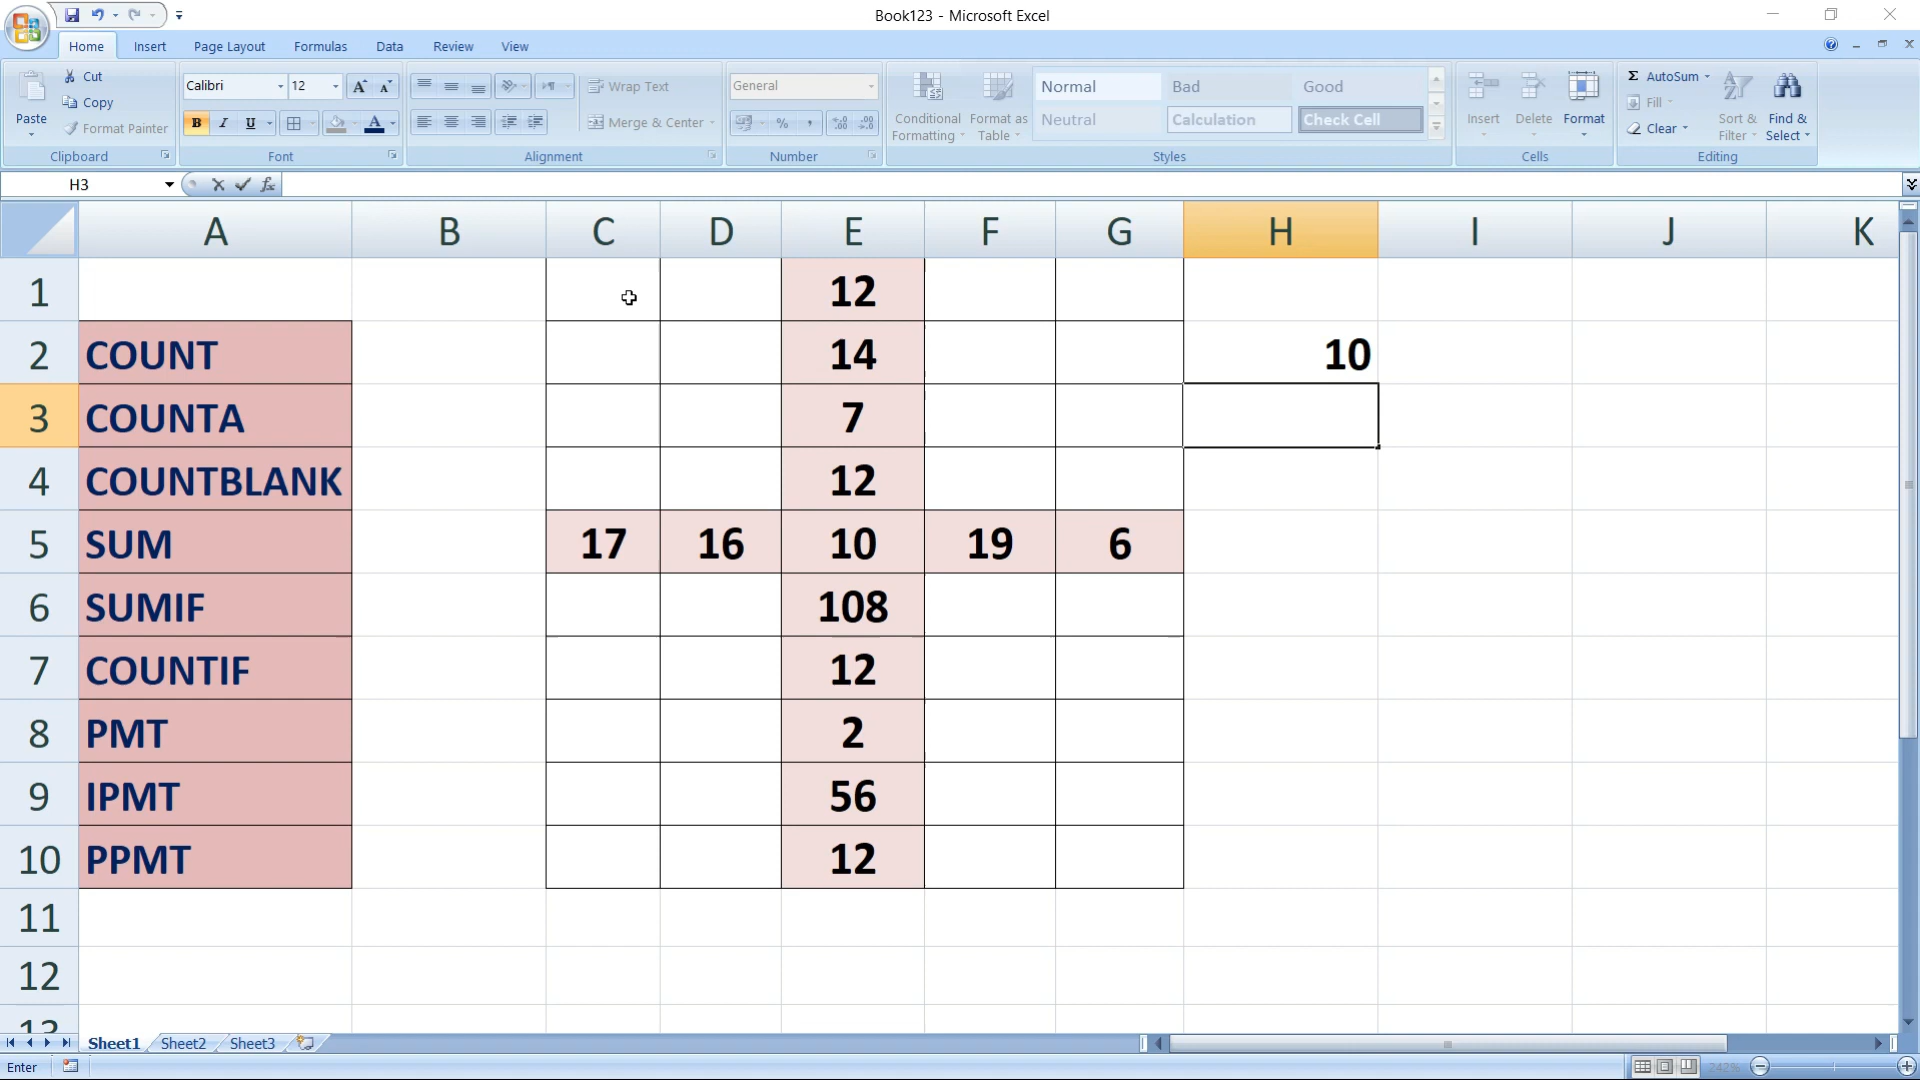 Book123 - Microsoft Excel
Home Insert Page Layout Formulas Data Review View
Paste
Cut
Copy
Format Painter
Clipboard
Calibri 12
B I U
Font
Wrap Text
Merge & Center
Alignment
General
Number
Conditional Formatting
Format as Table
Normal Bad Good
Neutral Calculation Check Cell
Styles
Insert Delete Format
Cells
Σ AutoSum
Fill
Clear
Sort & Filter
Find & Select
Editing
H3 fx
A B C D E F G H I J K
1 12
2 COUNT 14 10
3 COUNTA 7
4 COUNTBLANK 12
5 SUM 17 16 10 19 6
6 SUMIF 108
7 COUNTIF 12
8 PMT 2
9 IPMT 56
10 PPMT 12
11
12
13
Sheet1 Sheet2 Sheet3
Enter 242%